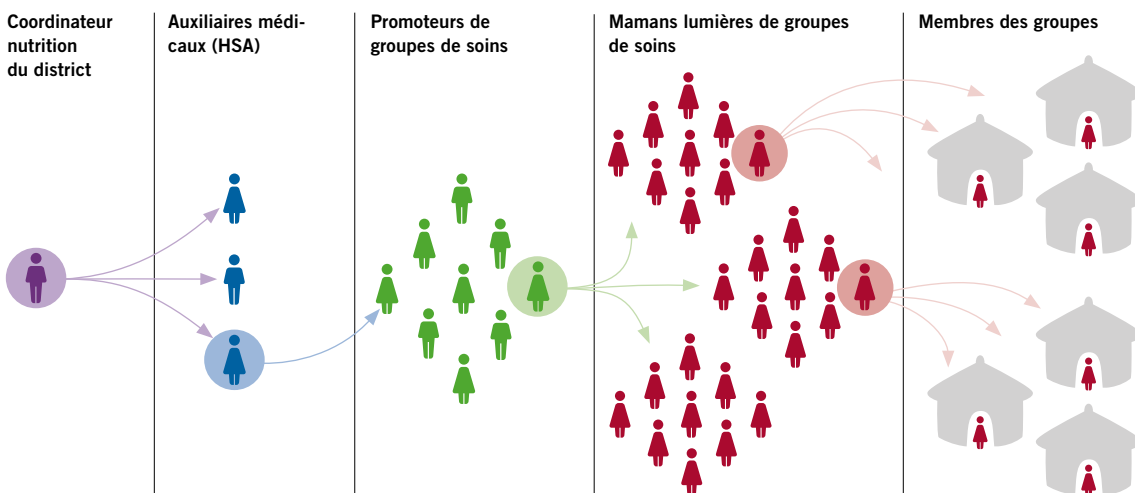 Coordinateur
nutrition
du district
Auxiliaires médi-
caux (HSA)
Promoteurs de
groupes de soins
Mamans lumières de groupes
de soins
Membres des groupes